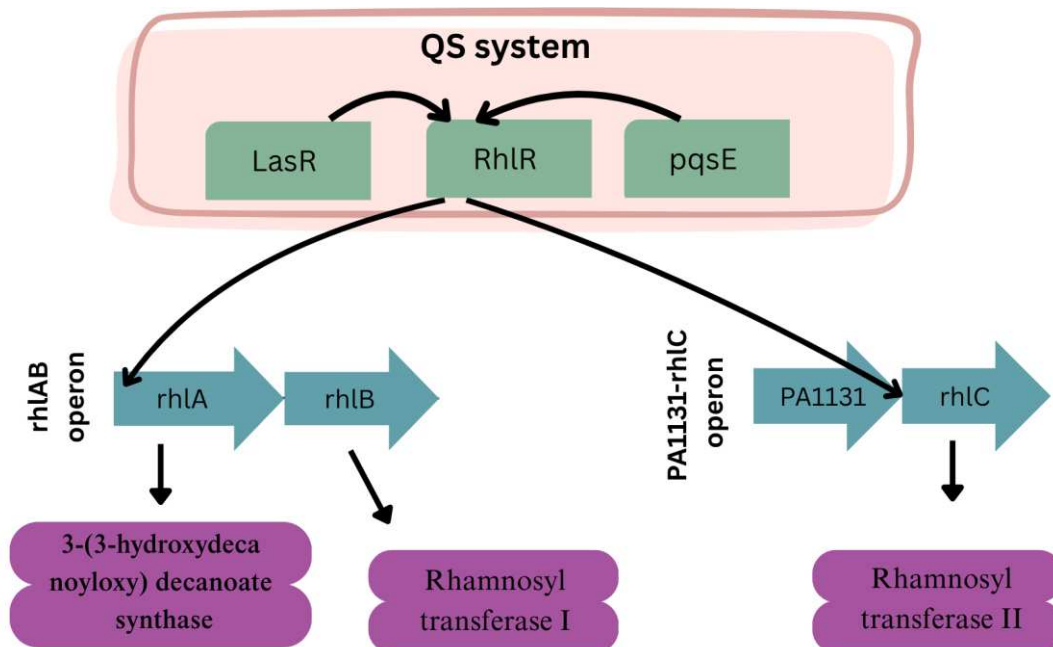 QS system
LasR
RhlR
pqsE
rhlAB
operon
rhlA
rhlB
PA1131-rhlC
operon
PA1131
rhlC
3-(3-hydroxydeca
noyloxy) decanoate
synthase
Rhamnosyl
transferase I
Rhamnosyl
transferase II